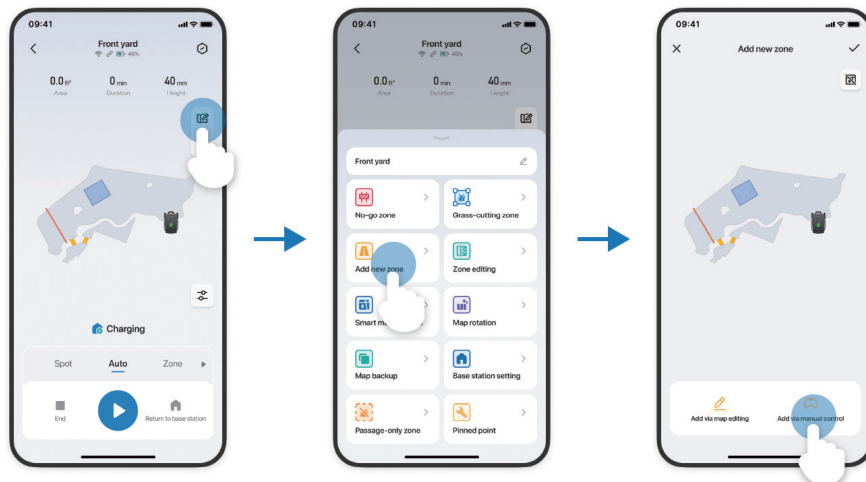 09:41
Front yard
48%
0.0 ft²
0 min
40 mm
Area
Duration
Height
Charging
Spot
Auto
Zone
End
Return to base station
09:41
Front yard
48%
0.0 ft²
0 min
40 mm
Area
Duration
Height
Front yard
No-go zone
Grass-cutting zone
Add new zone
Zone editing
Smart m
Map rotation
Map backup
Base station setting
Passage-only zone
Pinned point
09:41
Add new zone
Add via map editing
Add via manual control